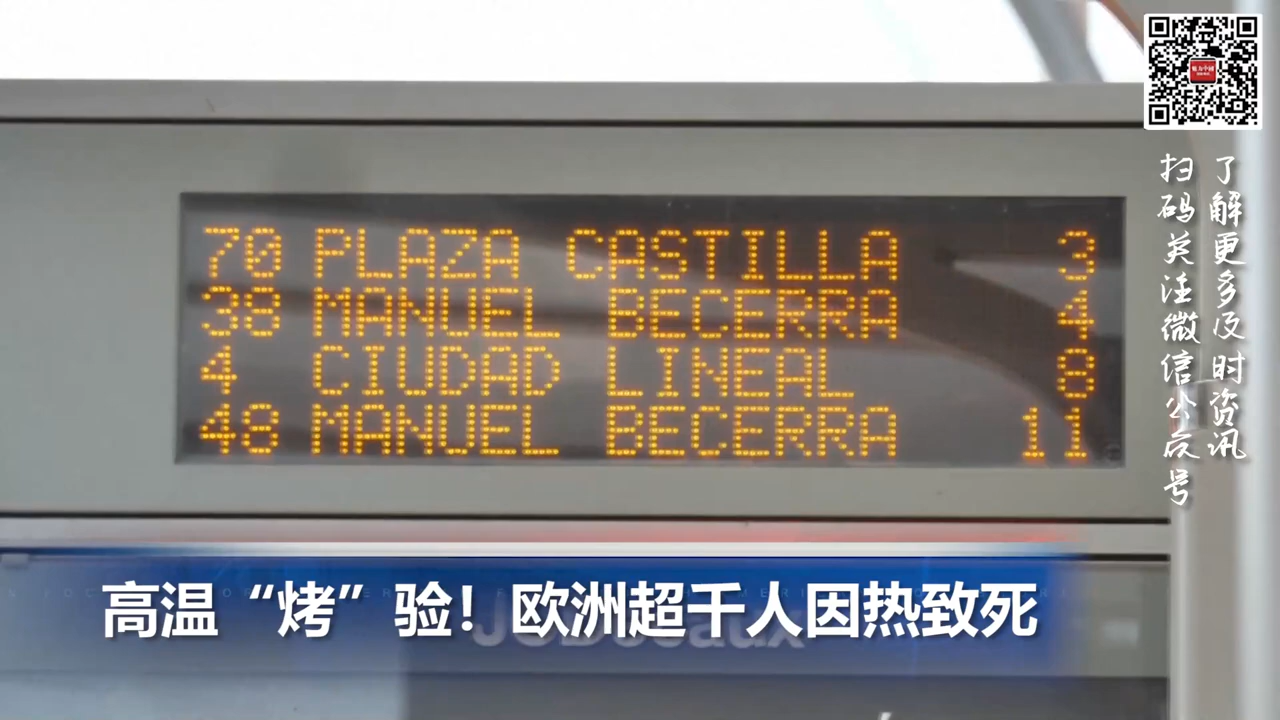 70 PLAZA CASTILLA 3
38 MANUEL BECERRA 4
4 CIUDAD LINEAL 8
48 MANUEL BECERRA 11
了解更多及时资讯
扫码关注微信公众号
高温“烤”验！欧洲超千人因热致死
JCDecaux